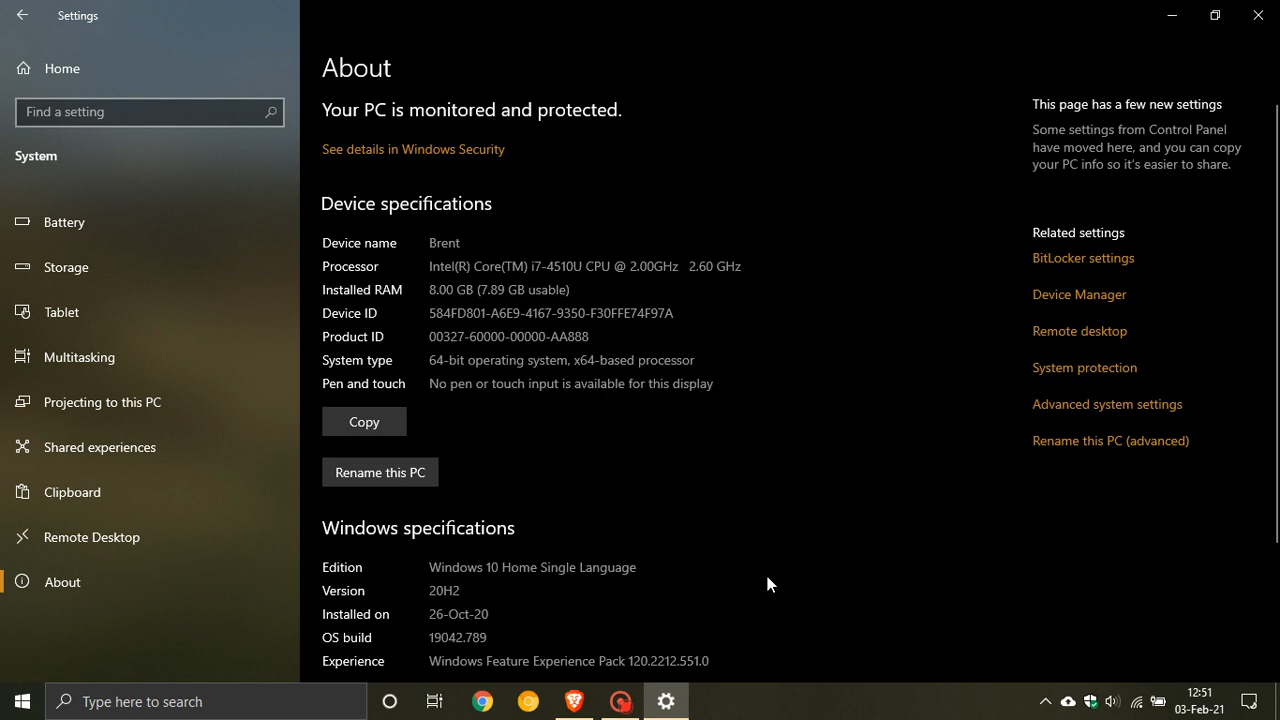 Settings
Home
Find a setting
System
Battery
Storage
Tablet
Multitasking
Projecting to this PC
Shared experiences
Clipboard
Remote Desktop
About
About
Your PC is monitored and protected.
See details in Windows Security
Device specifications
Device name Brent
Processor Intel(R) Core(TM) i7-4510U CPU @ 2.00GHz 2.60 GHz
Installed RAM 8.00 GB (7.89 GB usable)
Device ID 584FD801-A6E9-4167-9350-F30FFE74F97A
Product ID 00327-60000-00000-AA888
System type 64-bit operating system, x64-based processor
Pen and touch No pen or touch input is available for this display
Copy
Rename this PC
Windows specifications
Edition Windows 10 Home Single Language
Version 20H2
Installed on 26-Oct-20
OS build 19042.789
Experience Windows Feature Experience Pack 120.2212.551.0
This page has a few new settings
Some settings from Control Panel
have moved here, and you can copy
your PC info so it's easier to share.
Related settings
BitLocker settings
Device Manager
Remote desktop
System protection
Advanced system settings
Rename this PC (advanced)
Type here to search
12:51
03-Feb-21